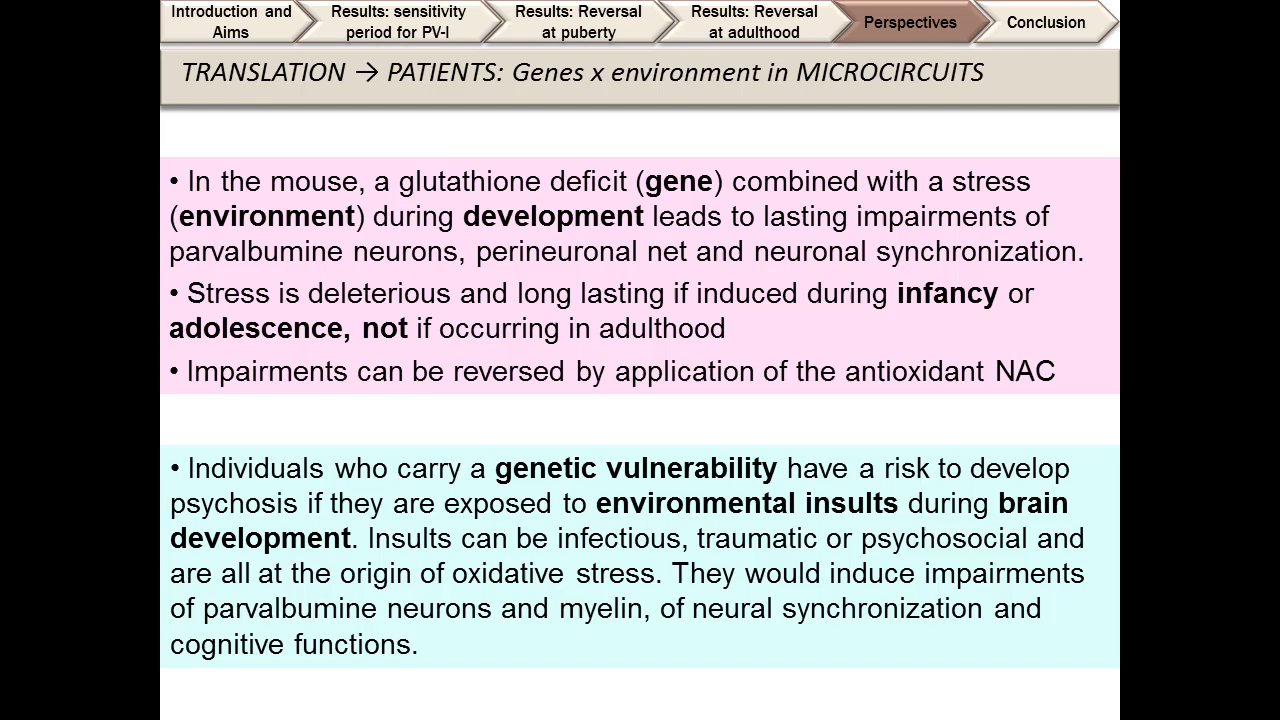 Introduction and
Aims
Results: sensitivity
period for PV-I
Results: Reversal
at puberty
Results: Reversal
at adulthood
Perspectives
Conclusion
TRANSLATION → PATIENTS: Genes x environment in MICROCIRCUITS
• In the mouse, a glutathione deficit (gene) combined with a stress
(environment) during development leads to lasting impairments of
parvalbumine neurons, perineuronal net and neuronal synchronization.
• Stress is deleterious and long lasting if induced during infancy or
adolescence, not if occurring in adulthood
• Impairments can be reversed by application of the antioxidant NAC
• Individuals who carry a genetic vulnerability have a risk to develop
psychosis if they are exposed to environmental insults during brain
development. Insults can be infectious, traumatic or psychosocial and
are all at the origin of oxidative stress. They would induce impairments
of parvalbumine neurons and myelin, of neural synchronization and
cognitive functions.